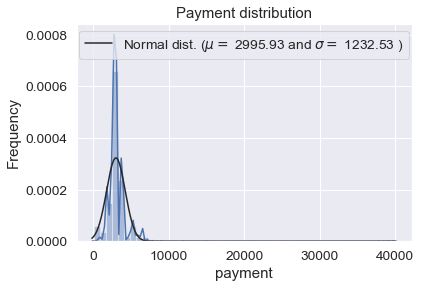 Payment distribution
Normal dist. (μ = 2995.93 and σ = 1232.53 )
0.0008
0.0006
0.0004
0.0002
0.0000
Frequency
0
10000
20000
30000
40000
payment